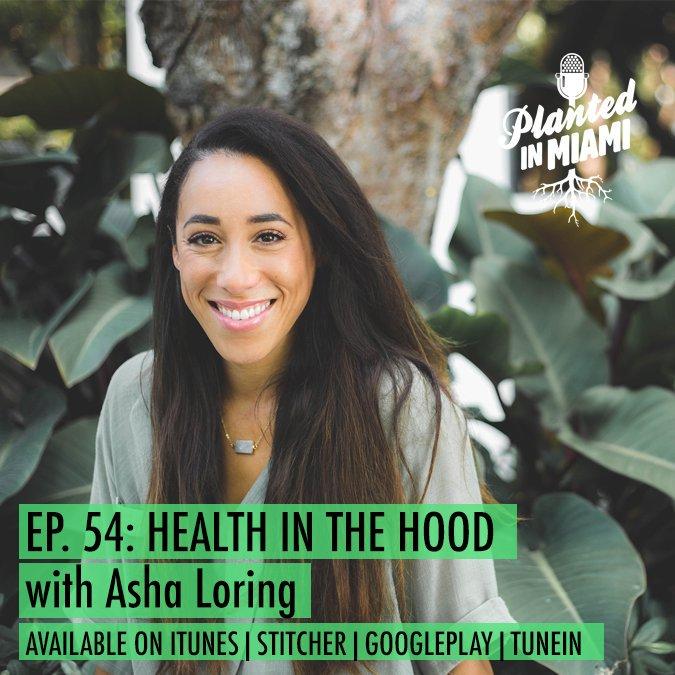 Planted
IN MIAMI
EP. 54: HEALTH IN THE HOOD
with Asha Loring
AVAILABLE ON ITUNES | STITCHER | GOOGLEPLAY | TUNEIN